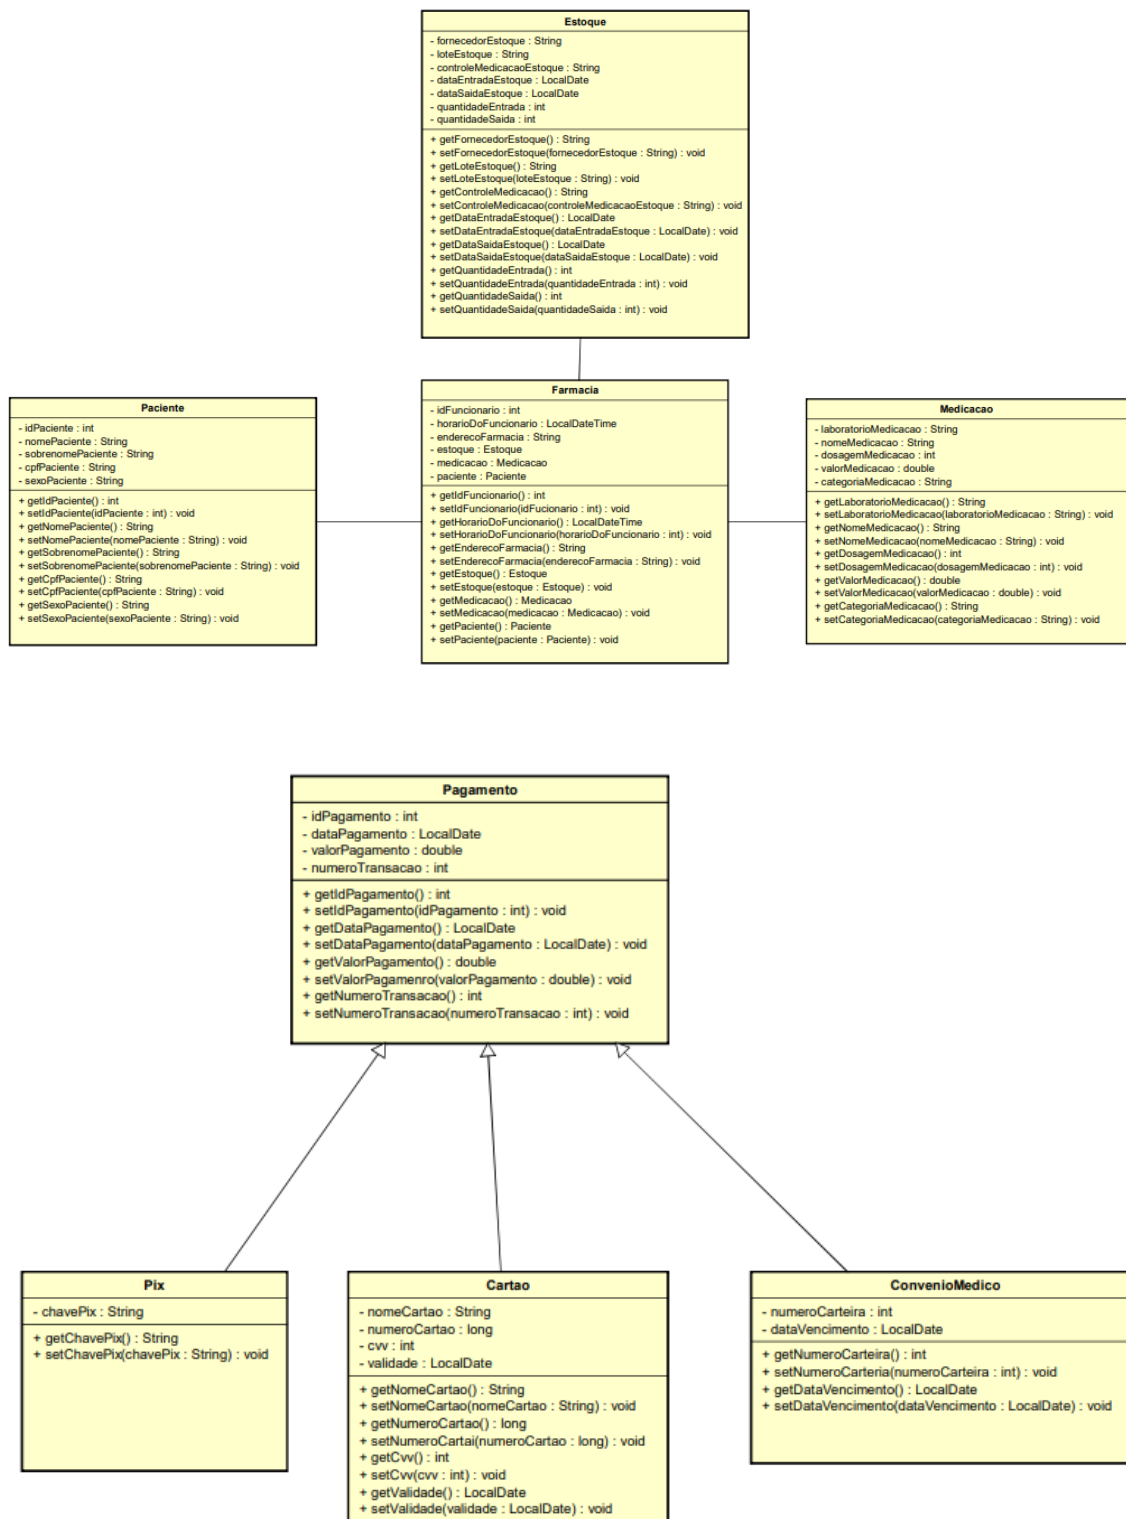 Estoque
- fornecedorEstoque : String
- loteEstoque : String
- controleMedicacaoEstoque : String
- dataEntradaEstoque : LocalDate
- dataSaidaEstoque : LocalDate
- quantidadeEntrada : int
- quantidadeSaida : int
+ getFornecedorEstoque() : String
+ setFornecedorEstoque(fornecedorEstoque : String) : void
+ getLoteEstoque() : String
+ setLoteEstoque(loteEstoque : String) : void
+ getControleMedicacao() : String
+ setControleMedicacao(controleMedicacaoEstoque : String) : void
+ getDataEntradaEstoque() : LocalDate
+ setDataEntradaEstoque(dataEntradaEstoque : LocalDate) : void
+ getDataSaidaEstoque() : LocalDate
+ setDataSaidaEstoque(dataSaidaEstoque : LocalDate) : void
+ getQuantidadeEntrada() : int
+ setQuantidadeEntrada(quantidadeEntrada : int) : void
+ getQuantidadeSaida() : int
+ setQuantidadeSaida(quantidadeSaida : int) : void
Paciente
- idPaciente : int
- nomePaciente : String
- sobrenomePaciente : String
- cpfPaciente : String
- sexoPaciente : String
+ getIdPaciente() : int
+ setIdPaciente(idPaciente : int) : void
+ getNomePaciente() : String
+ setNomePaciente(nomePaciente : String) : void
+ getSobrenomePaciente() : String
+ setSobrenomePaciente(sobrenomePaciente : String) : void
+ getCpfPaciente() : String
+ setCpfPaciente(cpfPaciente : String) : void
+ getSexoPaciente() : String
+ setSexoPaciente(sexoPaciente : String) : void
Farmacia
- idFuncionario : int
- horarioDoFuncionario : LocalDateTime
- enderecoFarmacia : String
- estoque : Estoque
- medicacao : Medicacao
- paciente : Paciente
+ getIdFuncionario() : int
+ setIdFuncionario(idFucionario : int) : void
+ getHorarioDoFuncionario() : LocalDateTime
+ setHorarioDoFuncionario(horarioDoFuncionario : int) : void
+ getEnderecoFarmacia() : String
+ setEnderecoFarmacia(enderecoFarmacia : String) : void
+ getEstoque() : Estoque
+ setEstoque(estoque : Estoque) : void
+ getMedicacao() : Medicacao
+ setMedicacao(medicacao : Medicacao) : void
+ getPaciente() : Paciente
+ setPaciente(paciente : Paciente) : void
Medicacao
- laboratorioMedicacao : String
- nomeMedicacao : String
- dosagemMedicacao : int
- valorMedicacao : double
- categoriaMedicacao : String
+ getLaboratorioMedicacao() : String
+ setLaboratorioMedicacao(laboratorioMedicacao : String) : void
+ getNomeMedicacao() : String
+ setNomeMedicacao(nomeMedicacao : String) : void
+ getDosagemMedicacao() : int
+ setDosagemMedicacao(dosagemMedicacao : int) : void
+ getValorMedicacao() : double
+ setValorMedicacao(valorMedicacao : double) : void
+ getCategoriaMedicacao() : String
+ setCategoriaMedicacao(categoriaMedicacao : String) : void
Pagamento
- idPagamento : int
- dataPagamento : LocalDate
- valorPagamento : double
- numeroTransacao : int
+ getIdPagamento() : int
+ setIdPagamento(idPagamento : int) : void
+ getDataPagamento() : LocalDate
+ setDataPagamento(dataPagamento : LocalDate) : void
+ getValorPagamento() : double
+ setValorPagamenro(valorPagamento : double) : void
+ getNumeroTransacao() : int
+ setNumeroTransacao(numeroTransacao : int) : void
Pix
- chavePix : String
+ getChavePix() : String
+ setChavePix(chavePix : String) : void
Cartao
- nomeCartao : String
- numeroCartao : long
- cvv : int
- validade : LocalDate
+ getNomeCartao() : String
+ setNomeCartao(nomeCartao : String) : void
+ getNumeroCartao() : long
+ setNumeroCartai(numeroCartao : long) : void
+ getCvv() : int
+ setCvv(cvv : int) : void
+ getValidade() : LocalDate
+ setValidade(validade : LocalDate) : void
ConvenioMedico
- numeroCarteira : int
- dataVencimento : LocalDate
+ getNumeroCarteira() : int
+ setNumeroCarteria(numeroCarteira : int) : void
+ getDataVencimento() : LocalDate
+ setDataVencimento(dataVencimento : LocalDate) : void